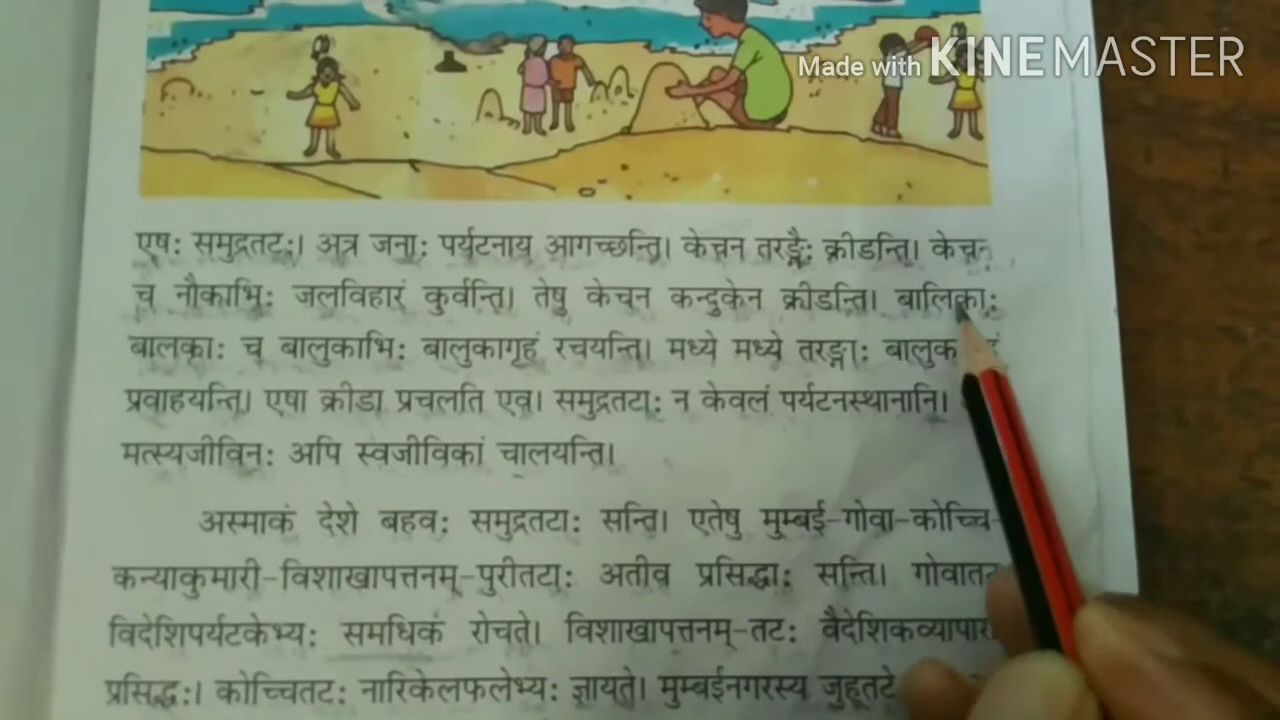 Made with KINEMASTER
एषः समुद्रतटः। अत्र जनाः पर्यटनाय आगच्छन्ति। केचन तरङ्गैः क्रीडन्ति। केचन
च नौकाभिः जलविहारं कुर्वन्ति। तेषु केचन कन्दुकेन क्रीडन्ति। बालिकाः
बालकाः च बालुकाभिः बालुकागृहं रचयन्ति। मध्ये मध्ये तरङ्गाः
प्रवाहयन्ति। एषा क्रीडा प्रचलति एव। समुद्रतटाः न केवलं पर्यटनस्थानानि।
मत्स्यजीविनः अपि स्वजीविकां चालयन्ति।
अस्माकं देशे बहवः समुद्रतटाः सन्ति। एतेषु मुम्बई-गोवा-कोच्चि-
कन्याकुमारी-विशाखापत्तनम्-पुरीतटाः अतीव प्रसिद्धाः सन्ति।
विदेशिपर्यटकेभ्यः समधिकं रोचते। विशाखापत्तनम्-तटः
प्रसिद्धः। कोच्चितटः नारिकेलफलेभ्यः ज्ञायते। मुम्बईनगरस्य जुहूतटे